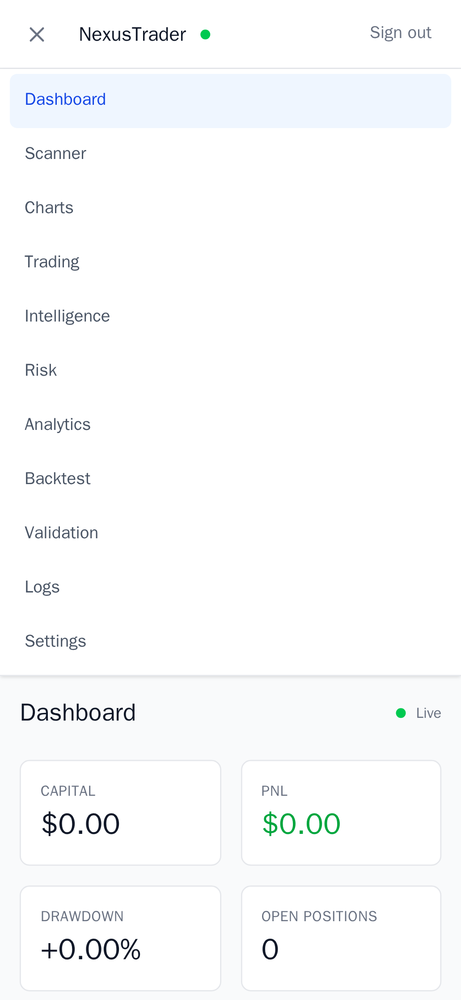 NexusTrader
Sign out
Dashboard
Scanner
Charts
Trading
Intelligence
Risk
Analytics
Backtest
Validation
Logs
Settings
Dashboard
Live
CAPITAL
$0.00
PNL
$0.00
DRAWDOWN
+0.00%
OPEN POSITIONS
0